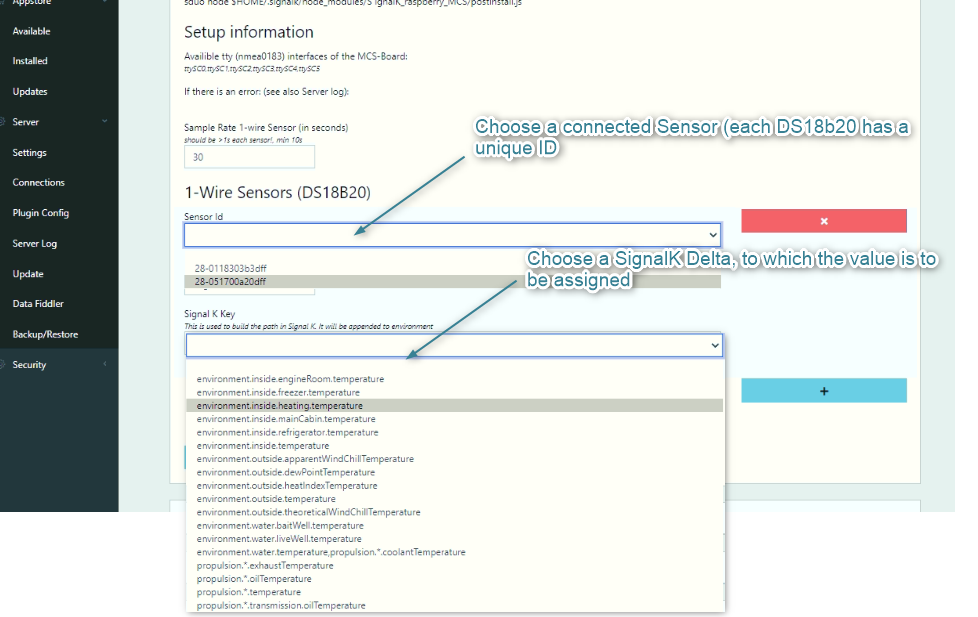 Appstore
Available
Installed
Updates
Server
Settings
Connections
Plugin Config
Server Log
Update
Data Fiddler
Backup/Restore
Security
sduo node $HOME/.signalk/node_modules/signalk_raspberry_MCS/postinstall.js
Setup information
Availible tty (nmea0183) interfaces of the MCS-Board:
ttySC0,ttySC1,ttySC2,ttySC3,ttySC4,ttySC5
If there is an error: (see also Server log):
Sample Rate 1-wire Sensor (in seconds)
should be >1s each sensor!, min 10s
30
Choose a connected Sensor (each DS18b20 has a
unique ID
1-Wire Sensors (DS18B20)
Sensor Id
28-0118303b3dff
28-051700a20dff
Choose a SignalK Delta, to which the value is to
be assigned
Signal K Key
This is used to build the path in Signal K. It will be appended to environment
environment.inside.engineRoom.temperature
environment.inside.freezer.temperature
environment.inside.heating.temperature
environment.inside.mainCabin.temperature
environment.inside.refrigerator.temperature
environment.inside.temperature
environment.outside.apparentWindChillTemperature
environment.outside.dewPointTemperature
environment.outside.heatIndexTemperature
environment.outside.temperature
environment.outside.theoreticalWindChillTemperature
environment.water.baitWell.temperature
environment.water.liveWell.temperature
environment.water.temperature,propulsion.*.coolantTemperature
propulsion.*.exhaustTemperature
propulsion.*.oilTemperature
propulsion.*.temperature
propulsion.*.transmission.oilTemperature